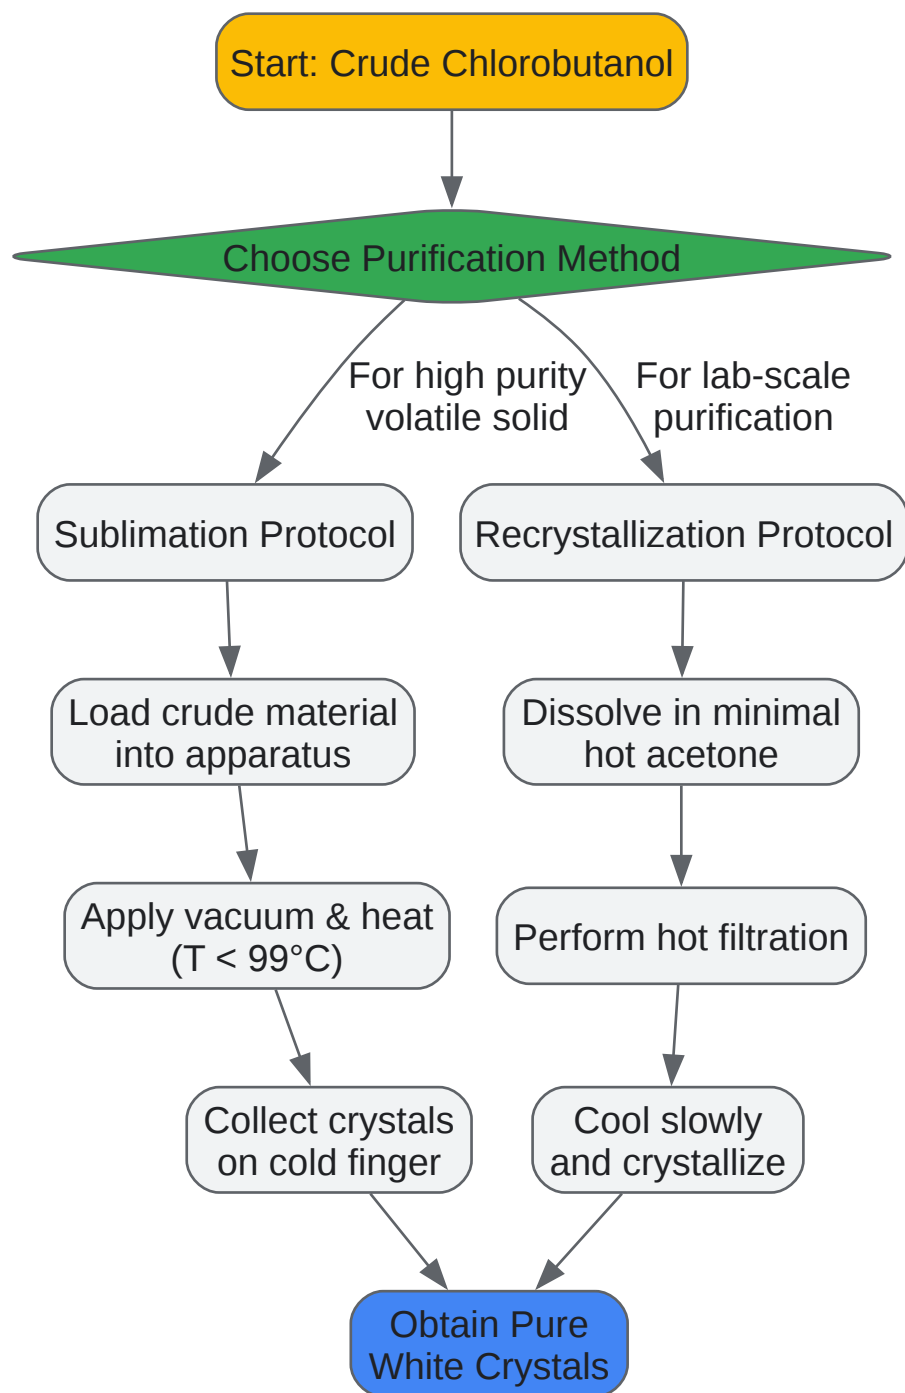 Start: Crude Chlorobutanol
Choose Purification Method
For high purity
volatile solid
For lab-scale
purification
Sublimation Protocol
Recrystallization Protocol
Load crude material
into apparatus
Dissolve in minimal
hot acetone
Apply vacuum & heat
(T < 99°C)
Perform hot filtration
Collect crystals
on cold finger
Cool slowly
and crystallize
Obtain Pure
White Crystals